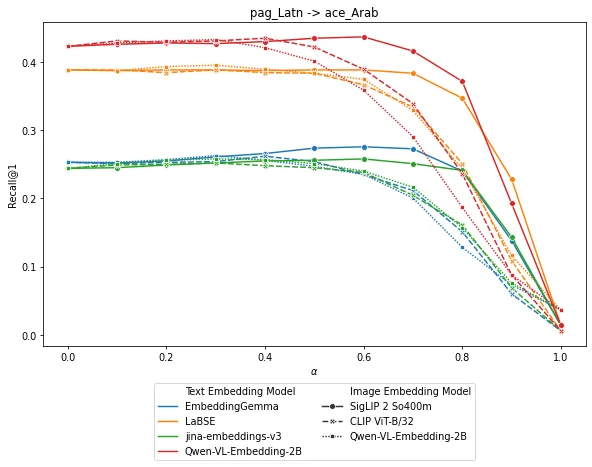 pag_Latn -> ace_Arab
Recall@1
0.4
0.3
0.2
0.1
0.0
0.0 0.2 0.4 0.6 0.8 1.0
α
Text Embedding Model Image Embedding Model
EmbeddingGemma SigLIP 2 So400m
LaBSE CLIP ViT-B/32
jina-embeddings-v3 Qwen-VL-Embedding-2B
Qwen-VL-Embedding-2B